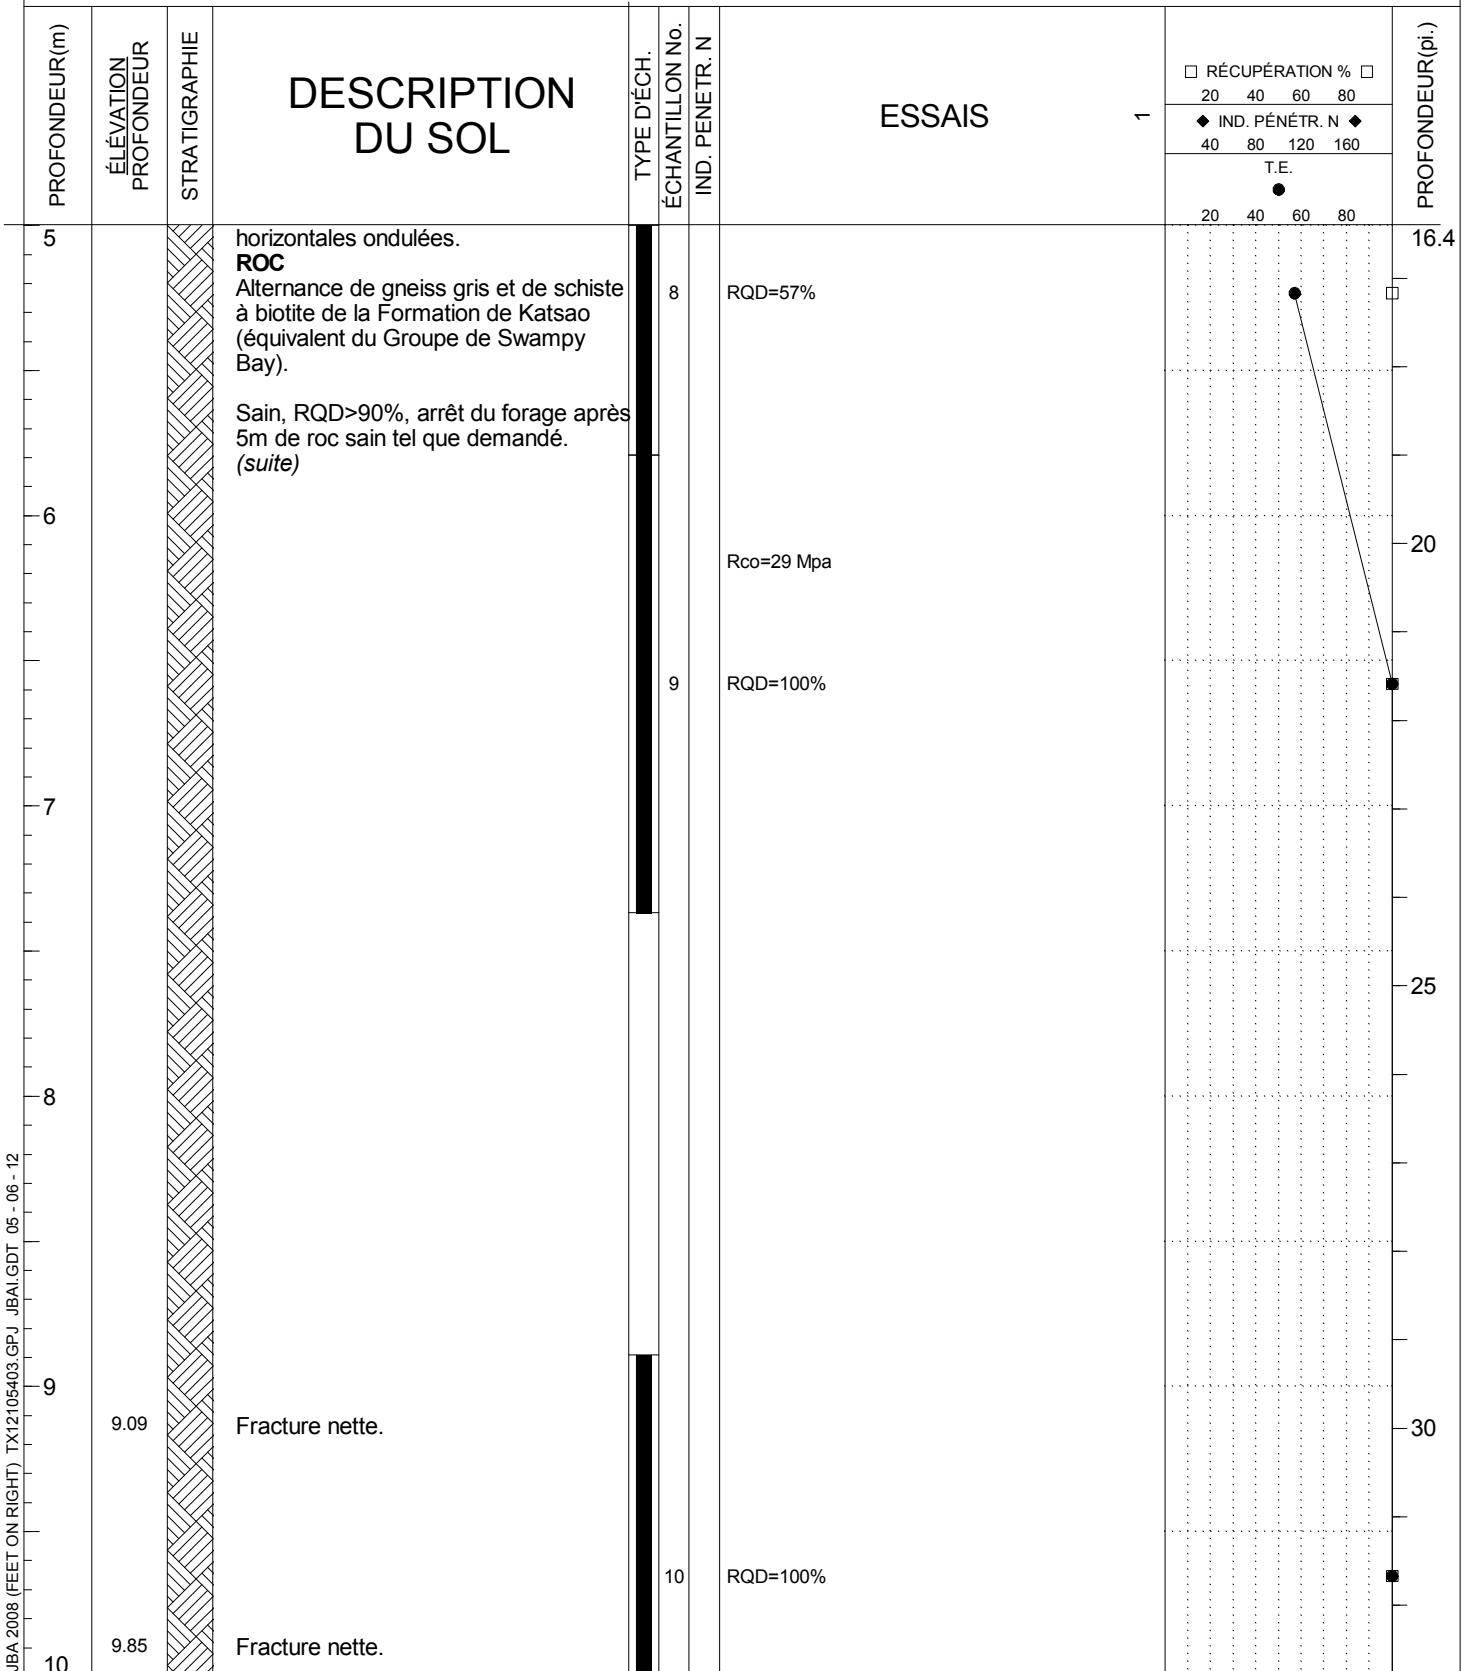 PROFONDEUR(m)
ÉLÉVATION
PROFONDEUR
STRATIGRAPHIE
DESCRIPTION
DU SOL
TYPE D'ÉCH.
ÉCHANTILLON No.
IND. PENETR. N
ESSAIS
1
□ RÉCUPÉRATION % □
20 40 60 80
◆ IND. PÉNÉTR. N ◆
40 80 120 160
T.E.
●
20 40 60 80
PROFONDEUR(pi.)
5
horizontales ondulées.
16.4
ROC
Alternance de gneiss gris et de schiste
8
RQD=57%
à biotite de la Formation de Katsao
(équivalent du Groupe de Swampy
Bay).
Sain, RQD>90%, arrêt du forage après
5m de roc sain tel que demandé.
(suite)
6
20
Rco=29 Mpa
9
RQD=100%
7
25
8
9
9.09
Fracture nette.
30
10
RQD=100%
9.85
Fracture nette.
10
JBA 2008 (FEET ON RIGHT) TX12105403.GPJ JBAI.GDT 05 - 06 - 12